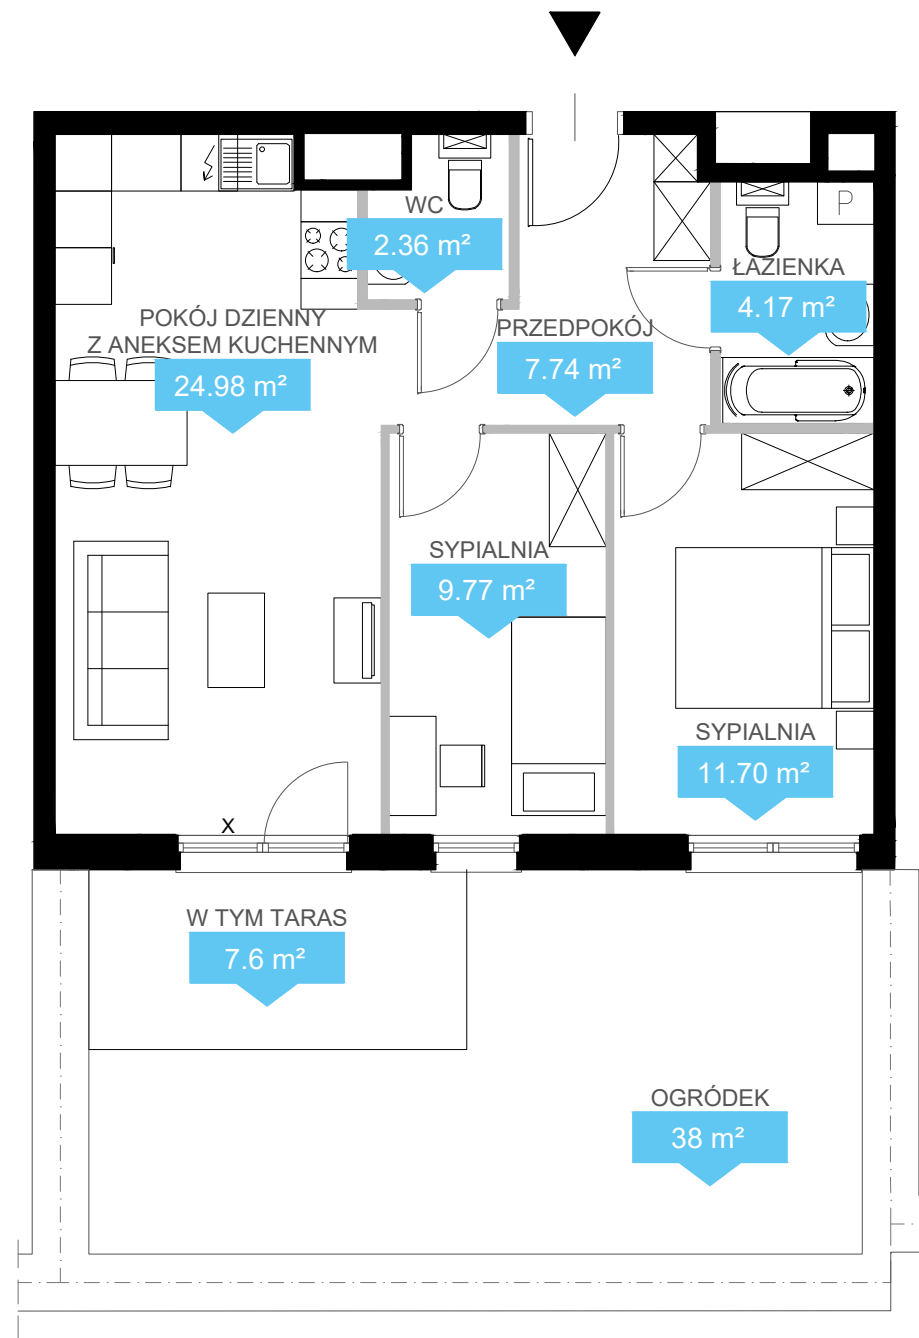 WC
2.36 m²
P
ŁAZIENKA
4.17 m²
POKÓJ DZIENNY
Z ANEKSEM KUCHENNYM
24.98 m²
PRZEDPOKÓJ
7.74 m²
SYPIALNIA
9.77 m²
SYPIALNIA
11.70 m²
X
W TYM TARAS
7.6 m²
OGRÓDEK
38 m²